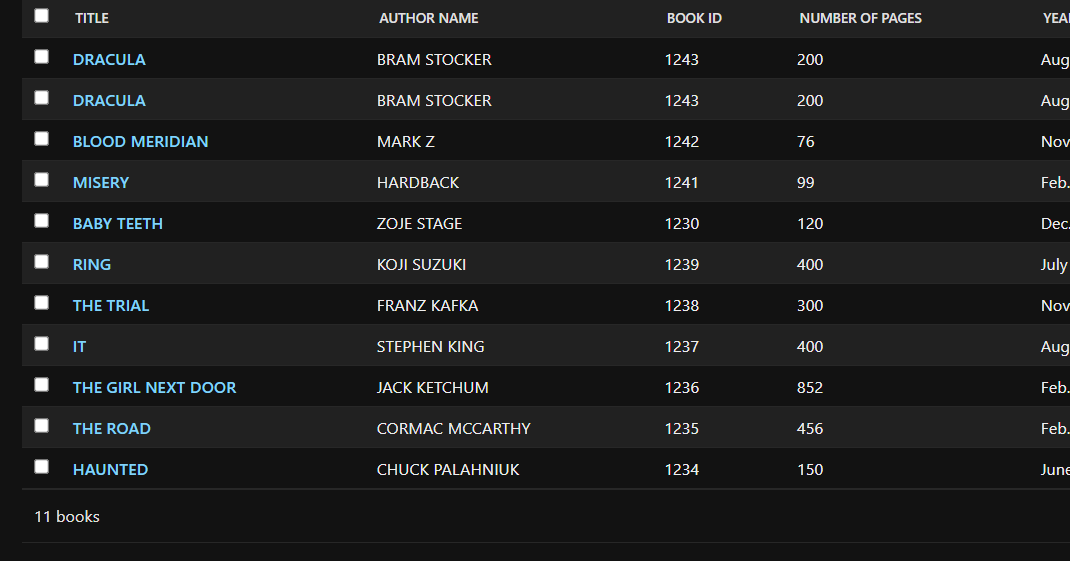 TITLE AUTHOR NAME BOOK ID NUMBER OF PAGES
DRACULA BRAM STOCKER 1243 200 Aug
DRACULA BRAM STOCKER 1243 200 Aug
BLOOD MERIDIAN MARK Z 1242 76 Nov
MISERY HARDBACK 1241 99 Feb.
BABY TEETH ZOJE STAGE 1230 120 Dec.
RING KOJI SUZUKI 1239 400 July
THE TRIAL FRANZ KAFKA 1238 300 Nov
IT STEPHEN KING 1237 400 Aug
THE GIRL NEXT DOOR JACK KETCHUM 1236 852 Feb.
THE ROAD CORMAC MCCARTHY 1235 456 Feb.
HAUNTED CHUCK PALAHNIUK 1234 150 June
11 books